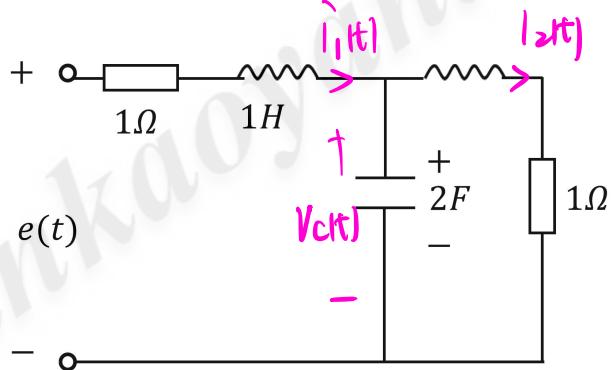 i₁(t) i₂(t)
+
1Ω 1H
+
+ 2F 1Ω
e(t) Vc(t)
−
−
−